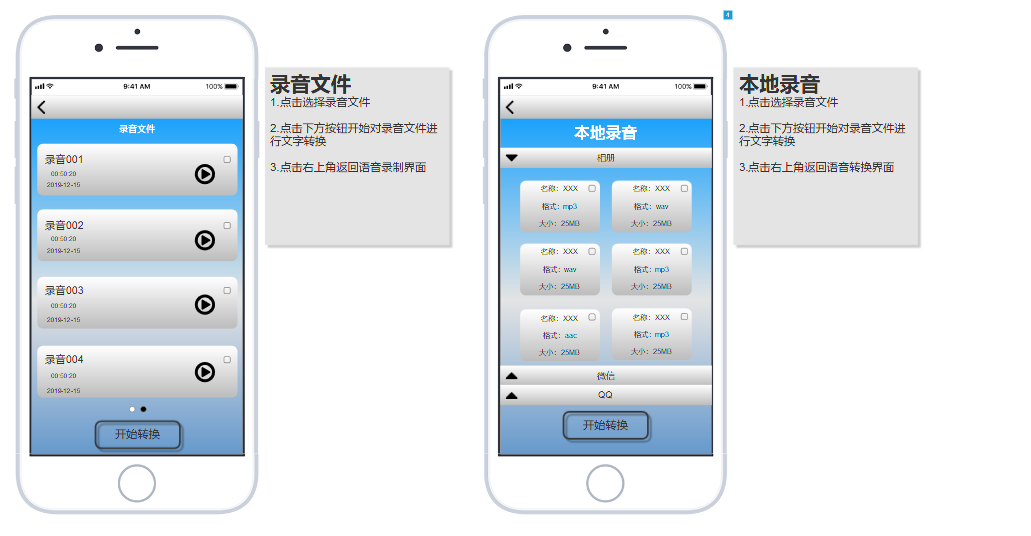 4
9:41 AM
100%
录音文件
录音001
00:50:20
2019-12-15
录音002
00:50:20
2019-12-15
录音003
00:50:20
2019-12-15
录音004
00:50:20
2019-12-15
开始转换
录音文件
1.点击选择录音文件
2.点击下方按钮开始对录音文件进
行文字转换
3.点击右上角返回语音录制界面
9:41 AM
100%
本地录音
相册
名称：XXX
格式：mp3
大小：25MB
名称：XXX
格式：wav
大小：25MB
名称：XXX
格式：wav
大小：25MB
名称：XXX
格式：mp3
大小：25MB
名称：XXX
格式：aac
大小：25MB
名称：XXX
格式：mp3
大小：25MB
微信
QQ
开始转换
本地录音
1.点击选择录音文件
2.点击下方按钮开始对录音文件进
行文字转换
3.点击右上角返回语音转换界面